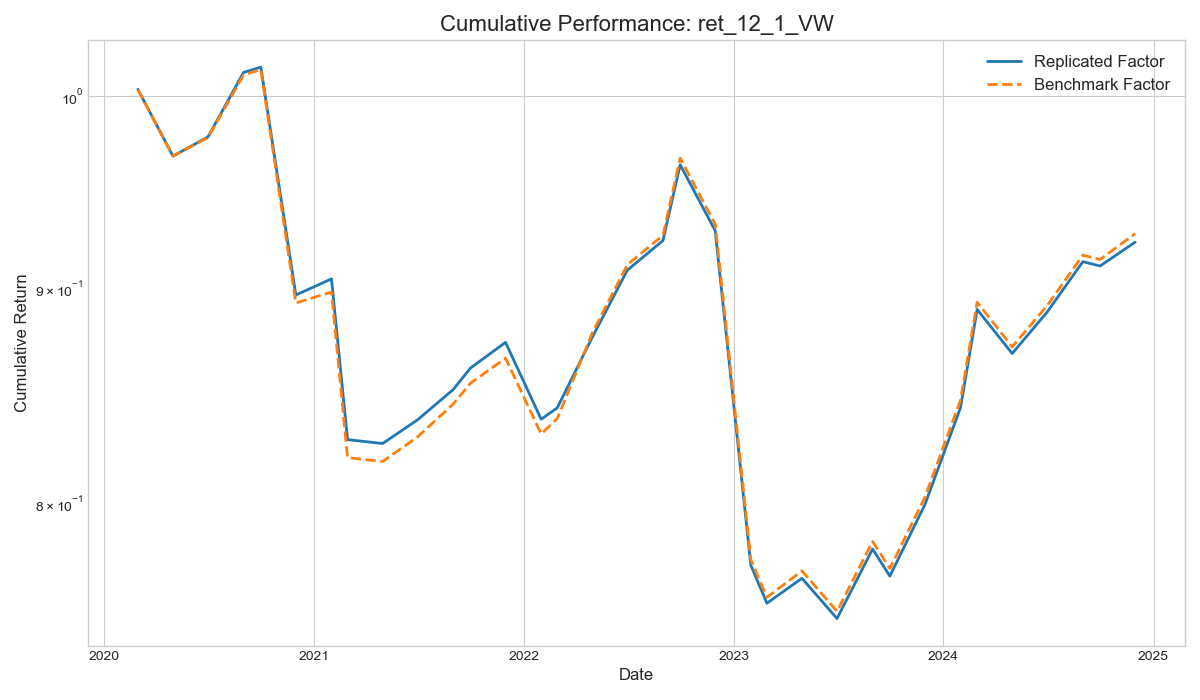 Cumulative Performance: ret_12_1_VW
Replicated Factor
Benchmark Factor
10⁰
9 × 10⁻¹
8 × 10⁻¹
Cumulative Return
2020 2021 2022 2023 2024 2025
Date